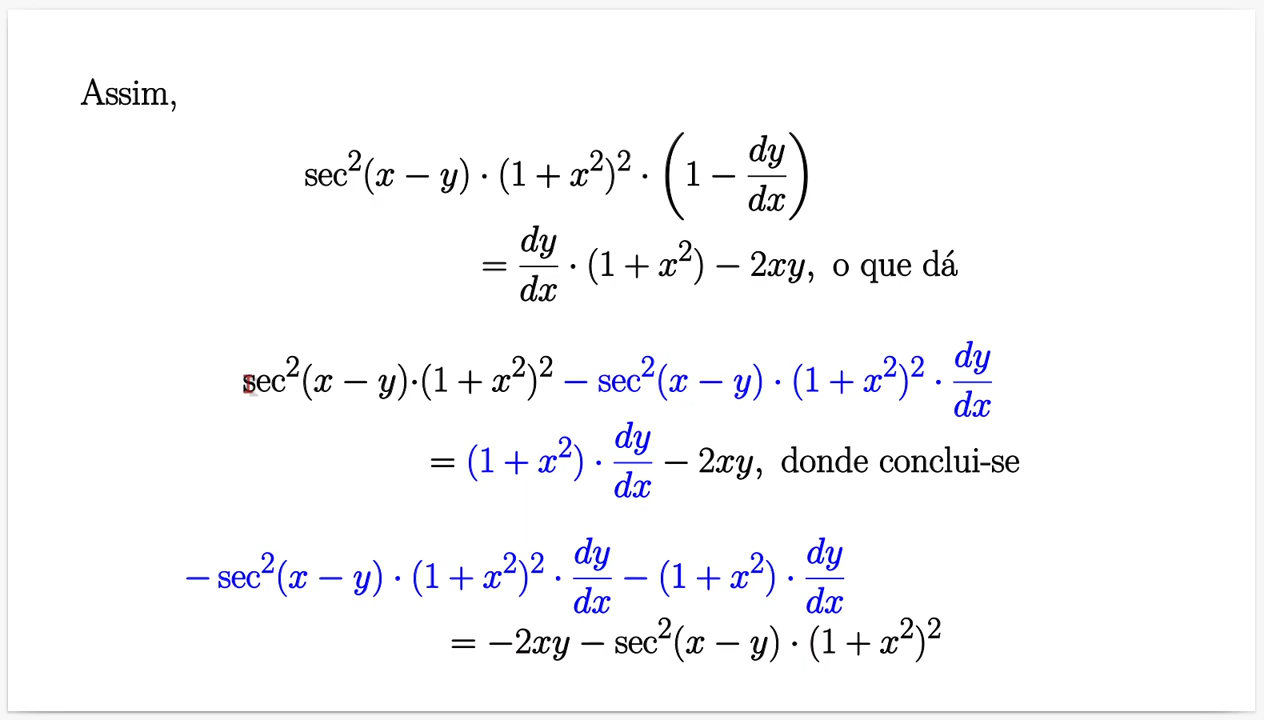 Assim,
sec²(x − y) · (1 + x²)² · (1 − dy/dx)
= dy/dx · (1 + x²) − 2xy, o que dá
sec²(x − y)·(1 + x²)² − sec²(x − y) · (1 + x²)² · dy/dx
= (1 + x²) · dy/dx − 2xy, donde conclui-se
− sec²(x − y) · (1 + x²)² · dy/dx − (1 + x²) · dy/dx
= −2xy − sec²(x − y) · (1 + x²)²